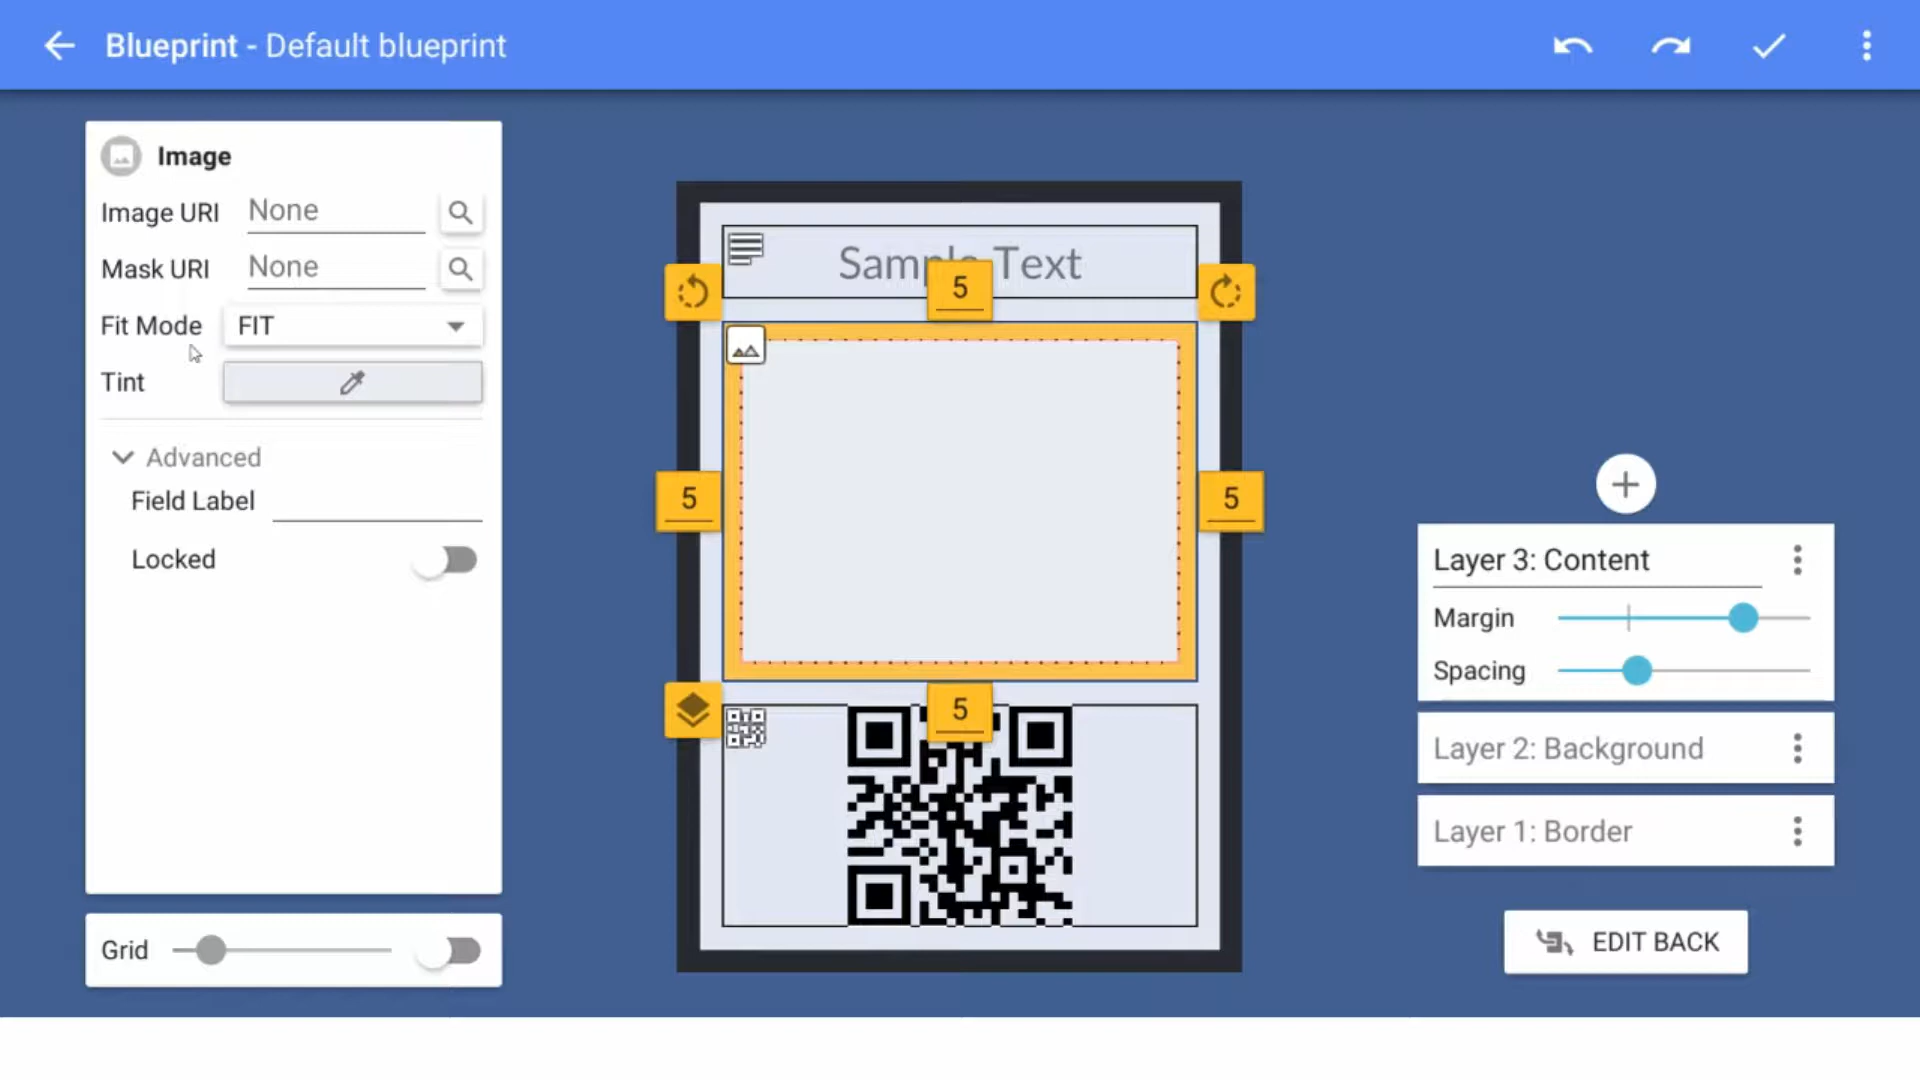 Blueprint - Default blueprint
Image
Image URI None
Mask URI None
Fit Mode FIT
Tint
Advanced
Field Label
Locked
Grid
Sample Text
5
5
5
5
Layer 3: Content
Margin
Spacing
Layer 2: Background
Layer 1: Border
EDIT BACK